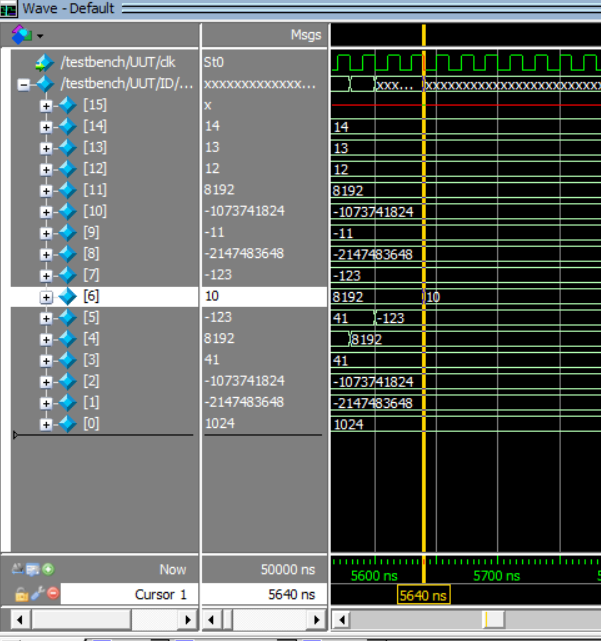 Wave - Default
Msgs
/testbench/UUT/clk St0
/testbench/UUT/ID/... xxxxxxxxxxxxx... xxx... xxxxxxxxxxxxxxxxxxxxxxx
[15] x
[14] 14 14
[13] 13 13
[12] 12 12
[11] 8192 8192
[10] -1073741824 -1073741824
[9] -11 -11
[8] -2147483648 -2147483648
[7] -123 -123
[6] 10 8192 10
[5] -123 41 -123
[4] 8192 8192
[3] 41 41
[2] -1073741824 -1073741824
[1] -2147483648 -2147483648
[0] 1024 1024
Now 50000 ns 5600 ns 5700 ns
Cursor 1 5640 ns 5640 ns